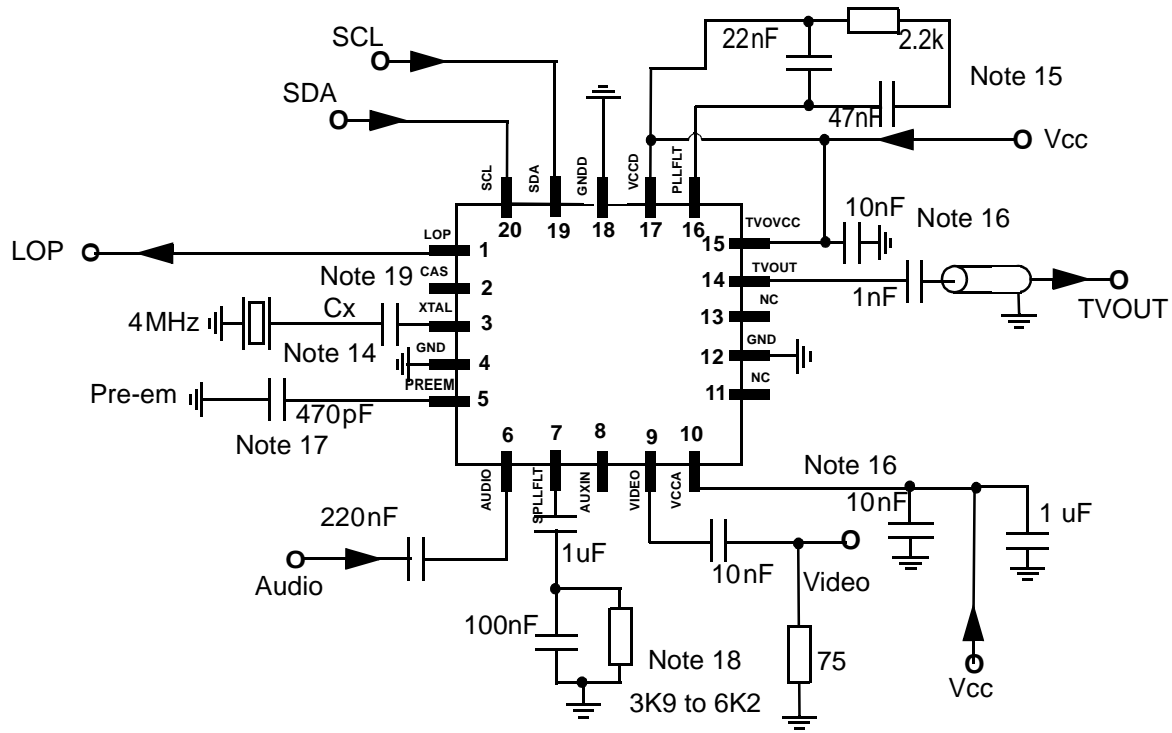 SCL
22nF
2.2k
Note 15
SDA
47nF
Vcc
SCL
SDA
GNDD
VCCD
PLLFLT
20
19
18
17
16
LOP
LOP
1
Note 19
CAS
2
4MHz
Cx
XTAL
3
Note 14
GND
4
Pre-em
PREEM
5
470pF
Note 17
TVOVCC
15
10nF
Note 16
TVOUT
14
1nF
TVOUT
NC
13
GND
12
NC
11
6
7
8
9
10
AUDIO
SPLLFLT
AUXIN
VIDEO
VCCA
Note 16
10nF
1 uF
220nF
Audio
1uF
10nF
Video
100nF
Note 18
3K9 to 6K2
75
Vcc